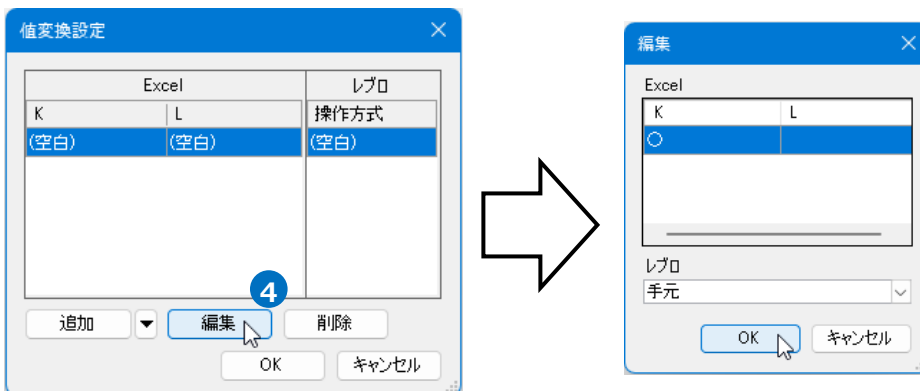 値変換設定
Excel レブロ
K L 操作方式
(空白) (空白) (空白)
4
追加 編集 削除
OK キャンセル
編集
Excel
K L
○
レブロ
手元
OK キャンセル